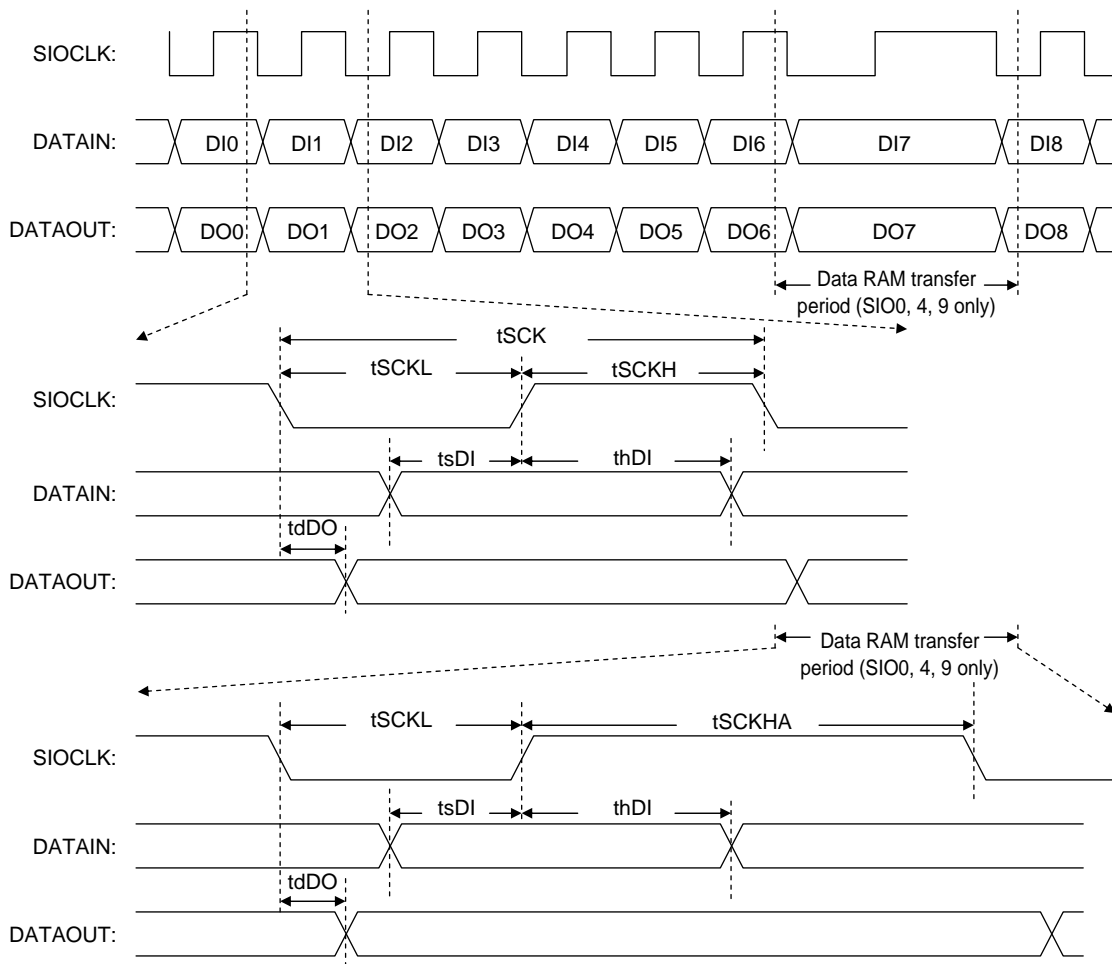 SIOCLK:
DATAIN: DI0 DI1 DI2 DI3 DI4 DI5 DI6 DI7 DI8
DATAOUT: DO0 DO1 DO2 DO3 DO4 DO5 DO6 DO7 DO8
Data RAM transfer
period (SIO0, 4, 9 only)
tSCK
tSCKL tSCKH
SIOCLK:
tsDI thDI
DATAIN:
tdDO
DATAOUT:
Data RAM transfer
period (SIO0, 4, 9 only)
tSCKL tSCKHA
SIOCLK:
tsDI thDI
DATAIN:
tdDO
DATAOUT: